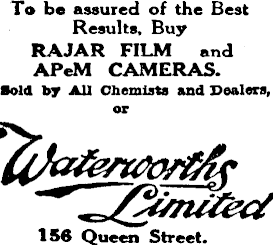 To be assured of the Best
Results, Buy
RAJAR FILM and
APeM CAMERAS.
Sold by All Chemists and Dealers,
or
Waterworths
Limited
156 Queen Street.